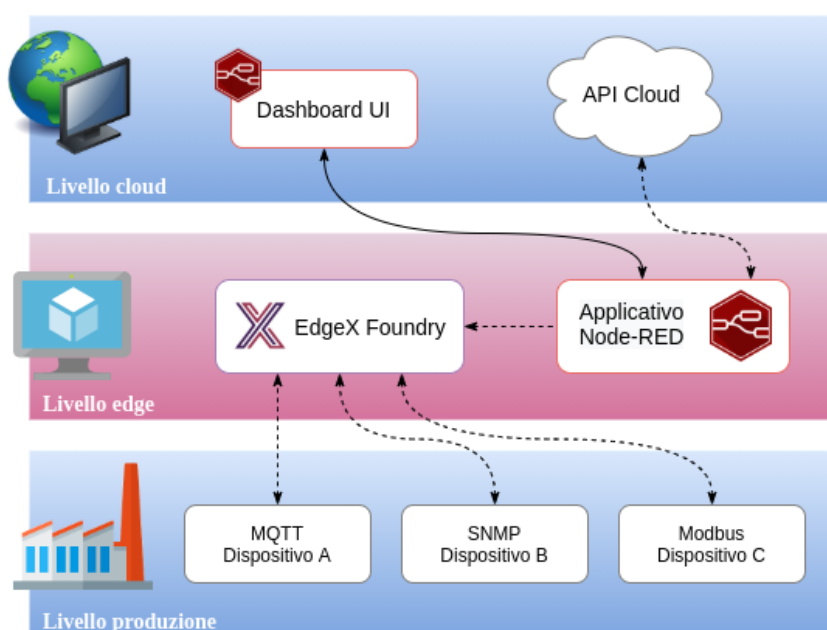 Dashboard UI
API Cloud
Livello cloud
EdgeX Foundry
Applicativo
Node-RED
Livello edge
MQTT
Dispositivo A
SNMP
Dispositivo B
Modbus
Dispositivo C
Livello produzione